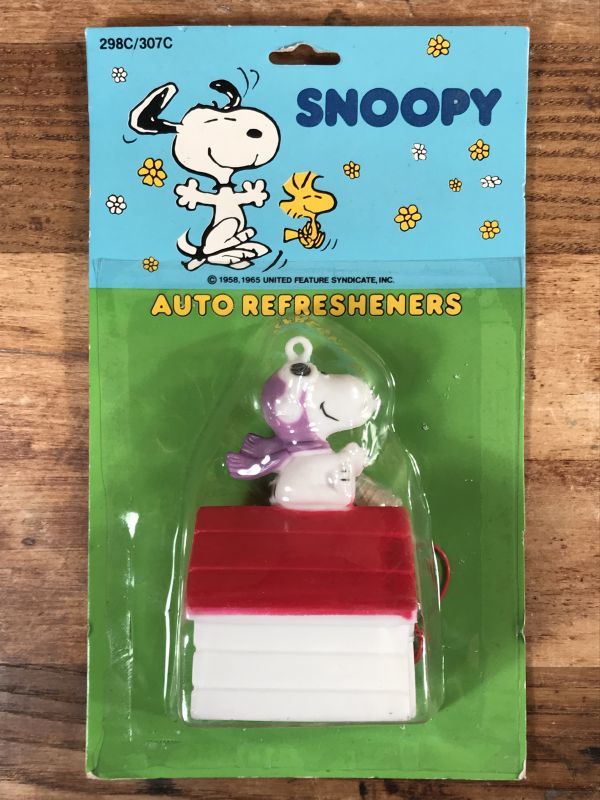 298C/307C
SNOOPY
© 1958, 1965 UNITED FEATURE SYNDICATE, INC.
AUTO REFRESHENERS